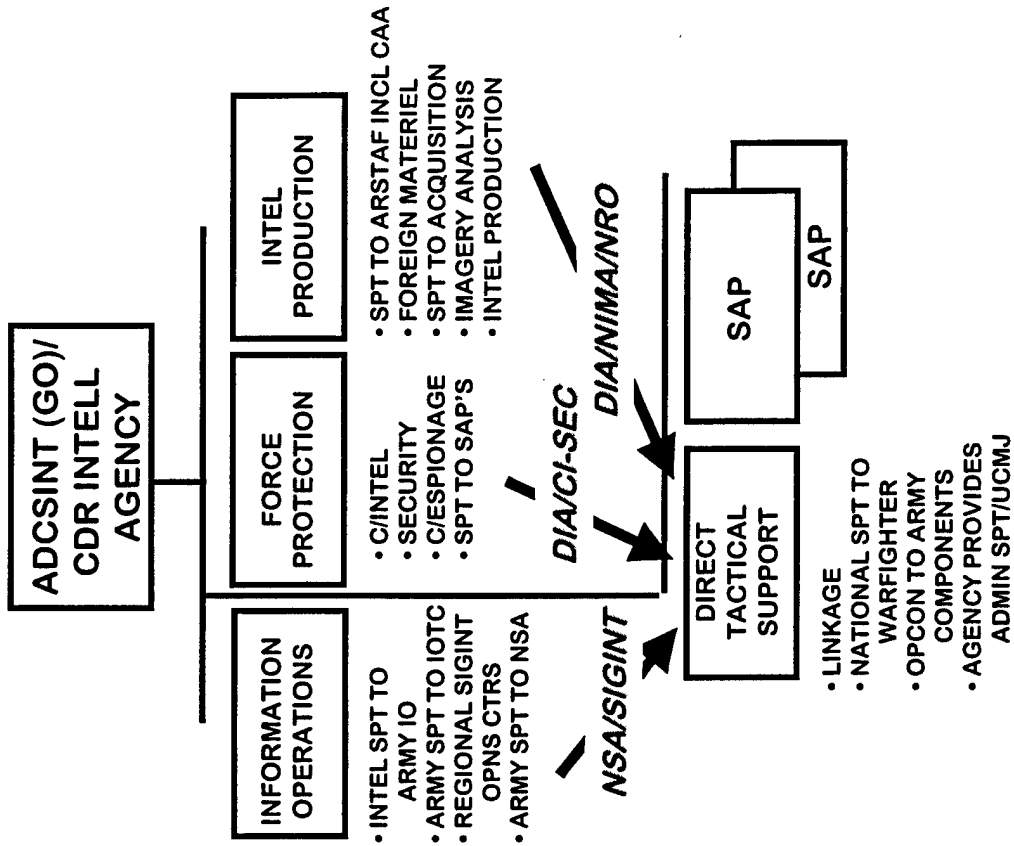 ADCSINT (GO)/
CDR INTELL
AGENCY
INFORMATION
OPERATIONS
• INTEL SPT TO
ARMY IO
• ARMY SPT TO IOTC
• REGIONAL SIGINT
OPNS CTRS
• ARMY SPT TO NSA
FORCE
PROTECTION
• C/INTEL
• SECURITY
• C/ESPIONAGE
• SPT TO SAP'S
INTEL
PRODUCTION
• SPT TO ARSTAF INCL CAA
• FOREIGN MATERIEL
• SPT TO ACQUISITION
• IMAGERY ANALYSIS
• INTEL PRODUCTION
NSA/SIGINT
DIA/CI-SEC
DIA/NIMA/NRO
DIRECT
TACTICAL
SUPPORT
• LINKAGE
• NATIONAL SPT TO
WARFIGHTER
• OPCON TO ARMY
COMPONENTS
• AGENCY PROVIDES
ADMIN SPT/UCMJ
SAP
SAP